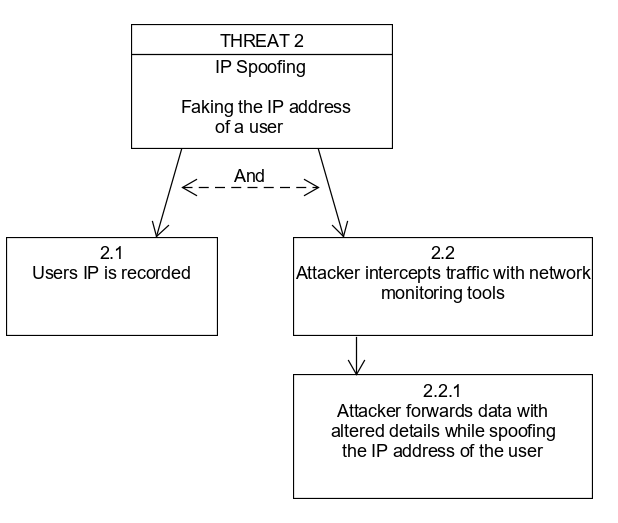 THREAT 2
IP Spoofing
Faking the IP address
of a user
And
2.1
Users IP is recorded
2.2
Attacker intercepts traffic with network
monitoring tools
2.2.1
Attacker forwards data with
altered details while spoofing
the IP address of the user